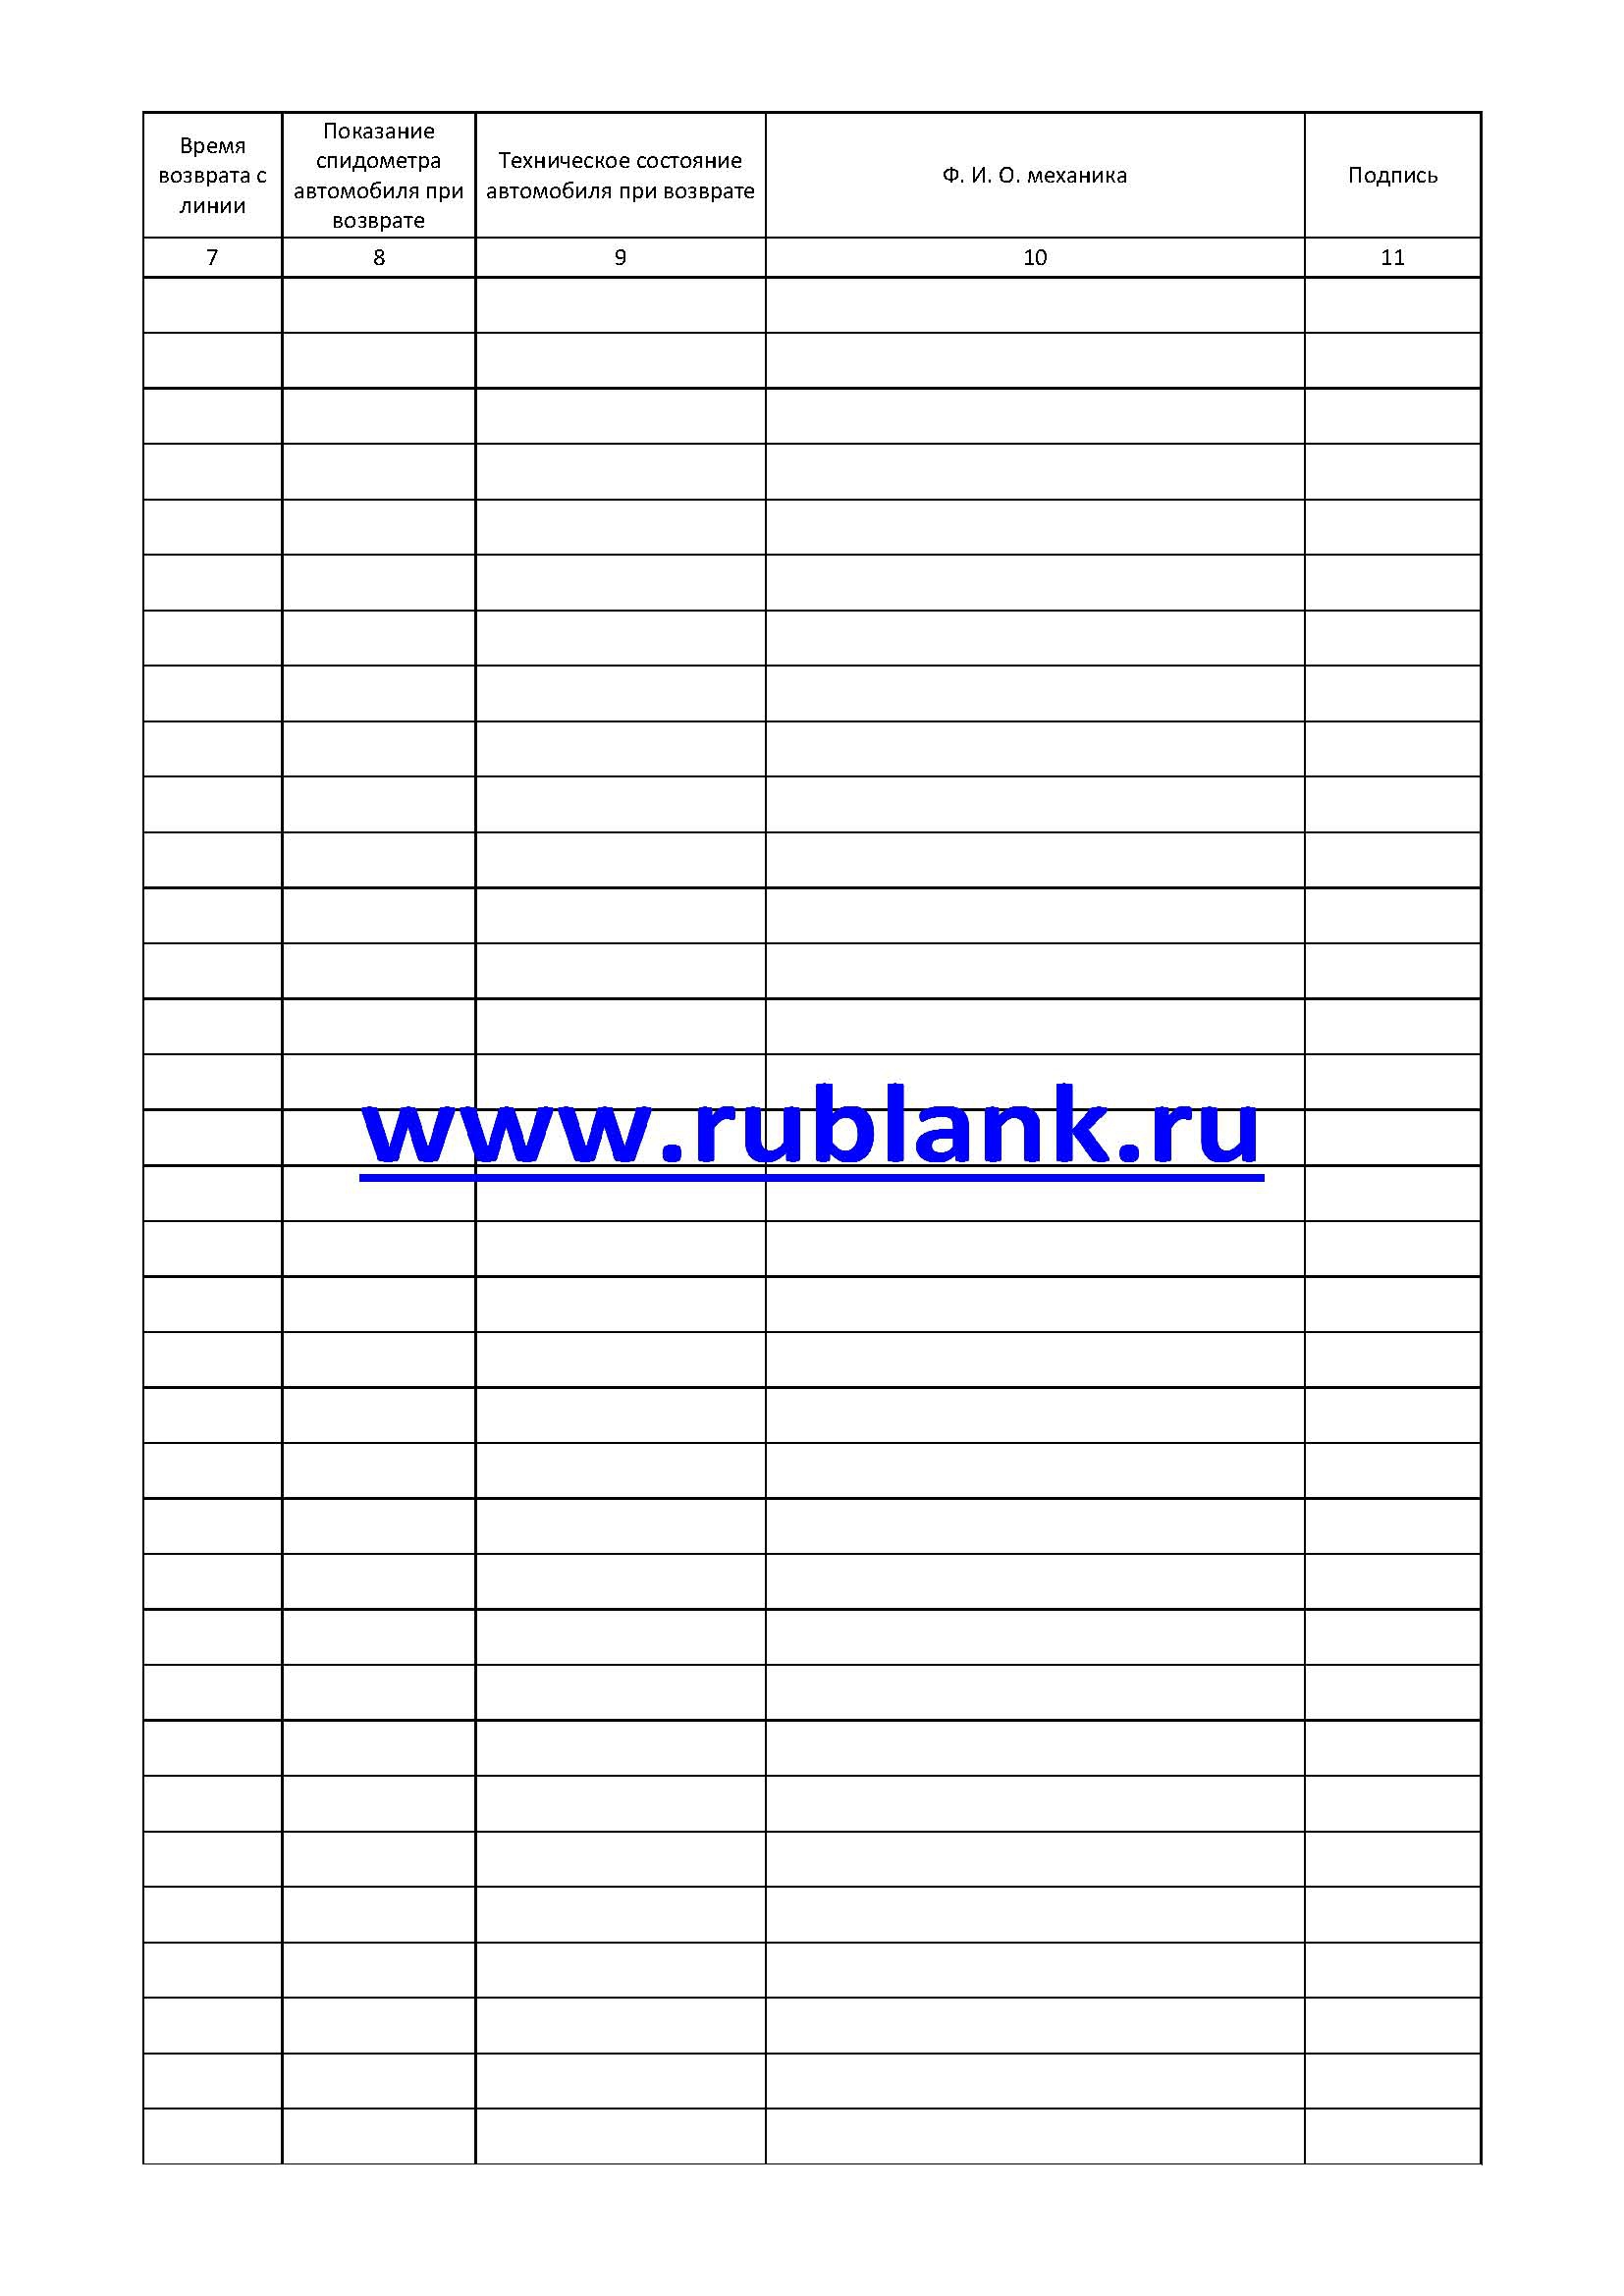 Время
возврата с
линии
Показание
спидометра
автомобиля при
возврате
Техническое состояние
автомобиля при возврате
Ф. И. О. механика
Подпись
7
8
9
10
11
www.rublank.ru